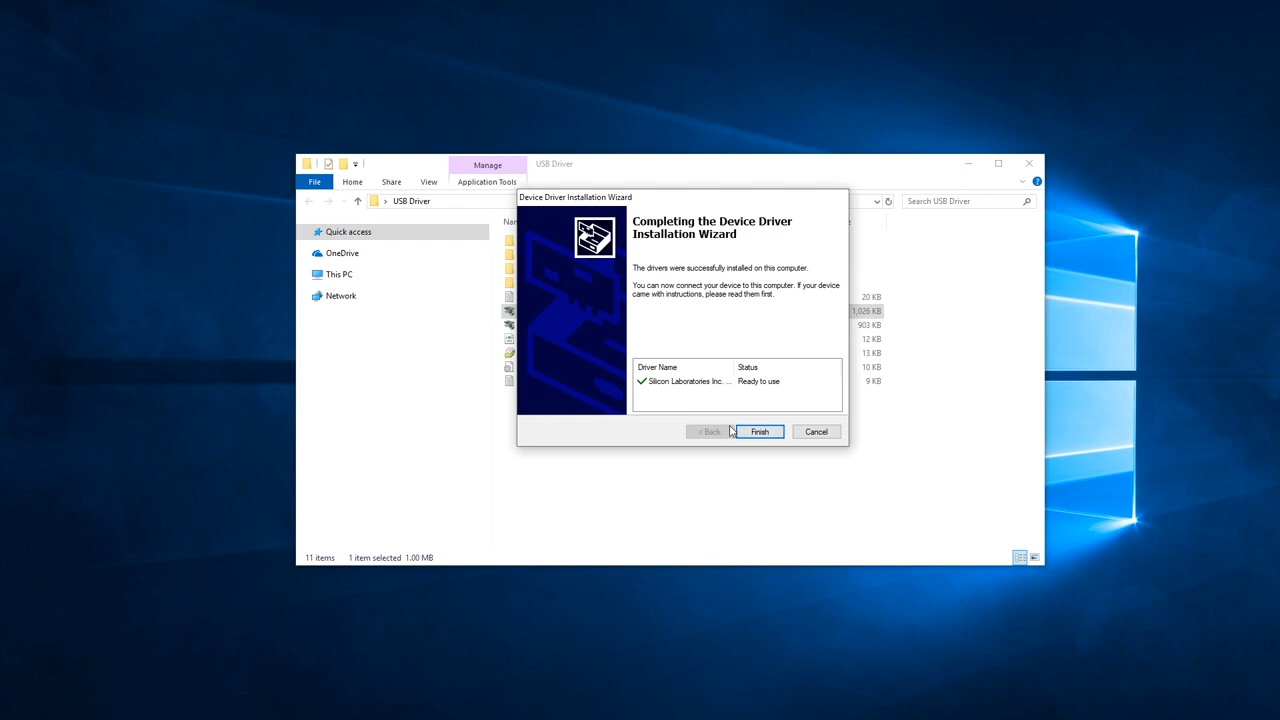 Manage
USB Driver
File
Home
Share
View
Application Tools
USB Driver
Search USB Driver
Quick access
OneDrive
This PC
Network
Device Driver Installation Wizard
Completing the Device Driver
Installation Wizard
The drivers were successfully installed on this computer.
You can now connect your device to this computer. If your device
came with instructions, please read them first.
Driver Name
Status
Silicon Laboratories Inc. ...
Ready to use
< Back
Finish
Cancel
20 KB
1,026 KB
903 KB
12 KB
13 KB
10 KB
9 KB
11 items
1 item selected 1.00 MB